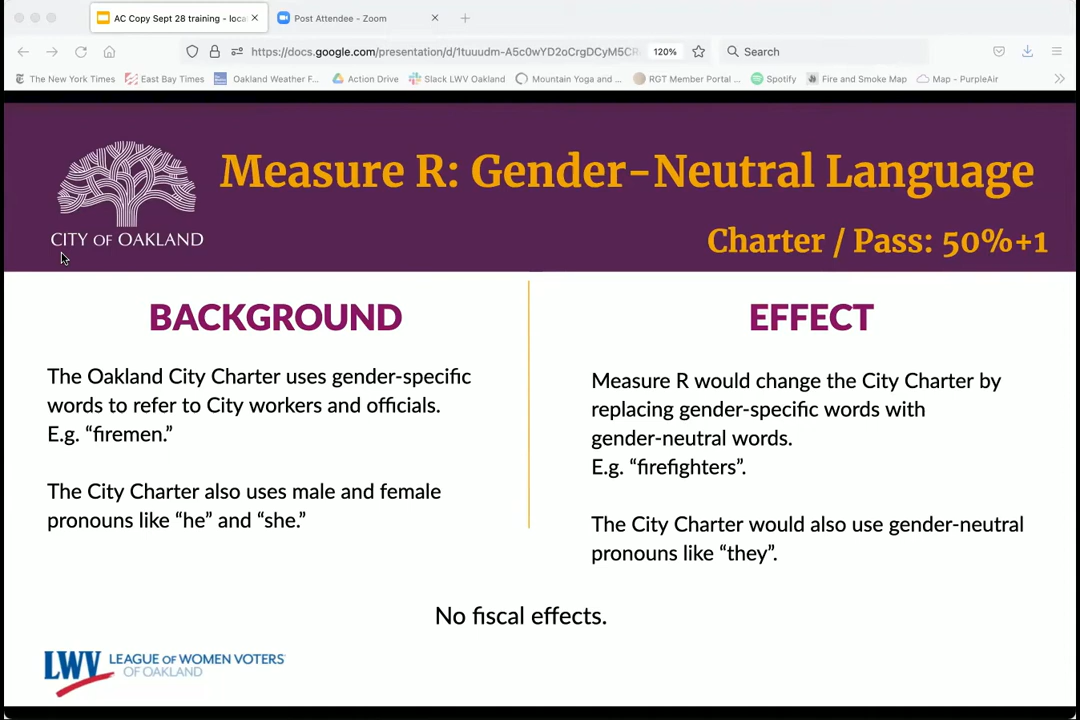 AC Copy Sept 28 training - loca
Post Attendee - Zoom
https://docs.google.com/presentation/d/1tuuudm-A5c0wYD2oCrgDCyM5CR
120%
Search
The New York Times
East Bay Times
Oakland Weather F...
Action Drive
Slack LWV Oakland
Mountain Yoga and ...
RGT Member Portal ...
Spotify
Fire and Smoke Map
Map - PurpleAir
CITY OF OAKLAND
Measure R: Gender-Neutral Language
Charter / Pass: 50%+1
BACKGROUND
The Oakland City Charter uses gender-specific
words to refer to City workers and officials.
E.g. “firemen.”
The City Charter also uses male and female
pronouns like “he” and “she.”
EFFECT
Measure R would change the City Charter by
replacing gender-specific words with
gender-neutral words.
E.g. “firefighters”.
The City Charter would also use gender-neutral
pronouns like “they”.
No fiscal effects.
LWV LEAGUE OF WOMEN VOTERS®
OF OAKLAND